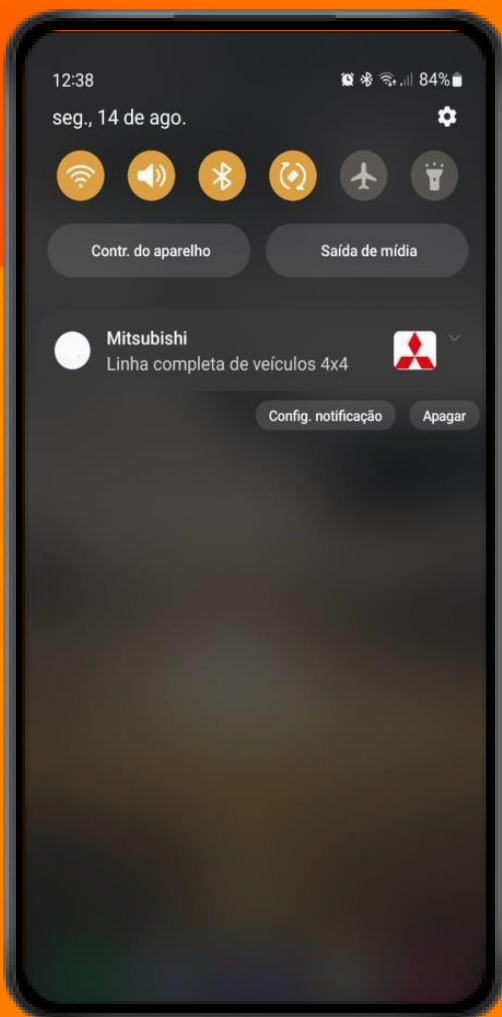 12:38
84%
seg., 14 de ago.
Contr. do aparelho
Saída de mídia
Mitsubishi
Linha completa de veículos 4x4
Config. notificação
Apagar